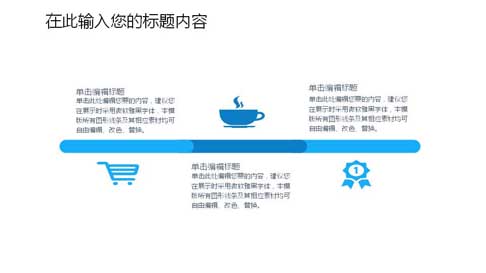 在此输入您的标题内容
单击编辑标题
单击此处编辑您要的内容，建议您
在展示时采用微软雅黑字体，本模
版所有图形线条及其相应素材均可
自由编辑、改色、替换。
单击编辑标题
单击此处编辑您要的内容，建议您
在展示时采用微软雅黑字体，本模
版所有图形线条及其相应素材均可
自由编辑、改色、替换。
单击编辑标题
单击此处编辑您要的内容，建议您
在展示时采用微软雅黑字体，本模
版所有图形线条及其相应素材均可
自由编辑、改色、替换。
1